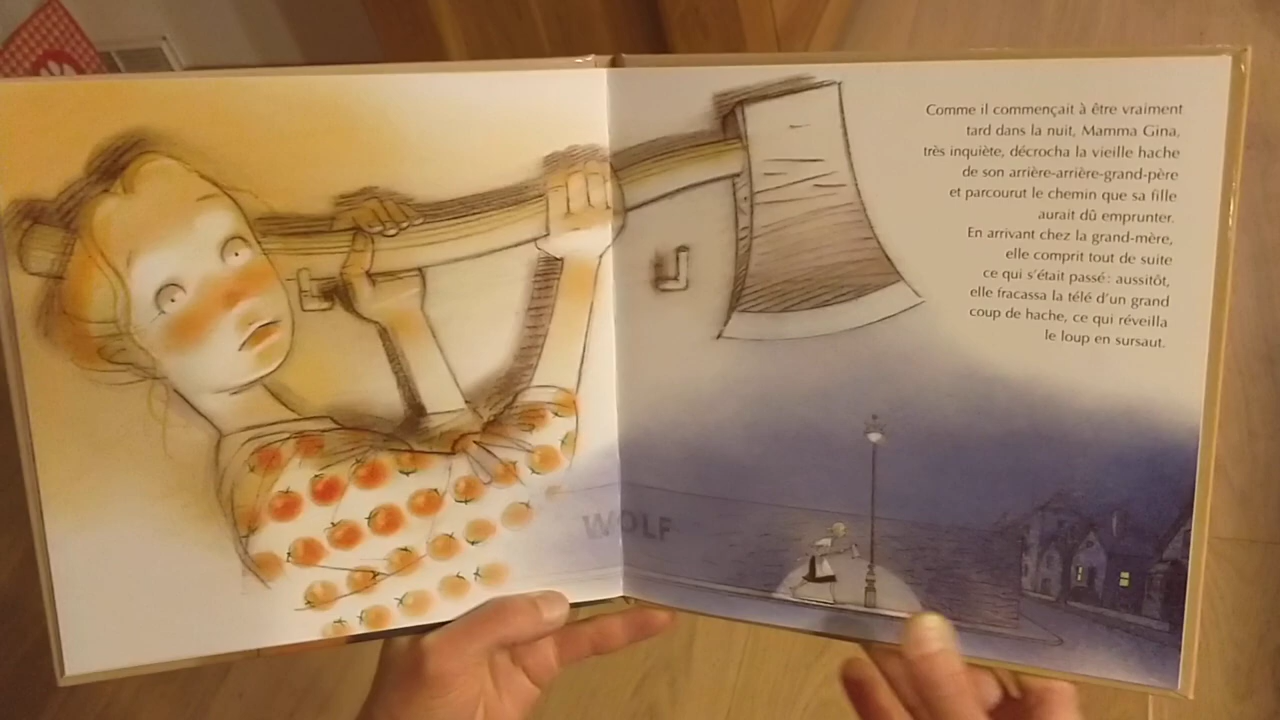 Comme il commençait à être vraiment
tard dans la nuit, Mamma Gina,
très inquiète, décrocha la vieille hache
de son arrière-arrière-grand-père
et parcourut le chemin que sa fille
aurait dû emprunter.
En arrivant chez la grand-mère,
elle comprit tout de suite
ce qui s'était passé : aussitôt,
elle fracassa la télé d'un grand
coup de hache, ce qui réveilla
le loup en sursaut.
WOLF